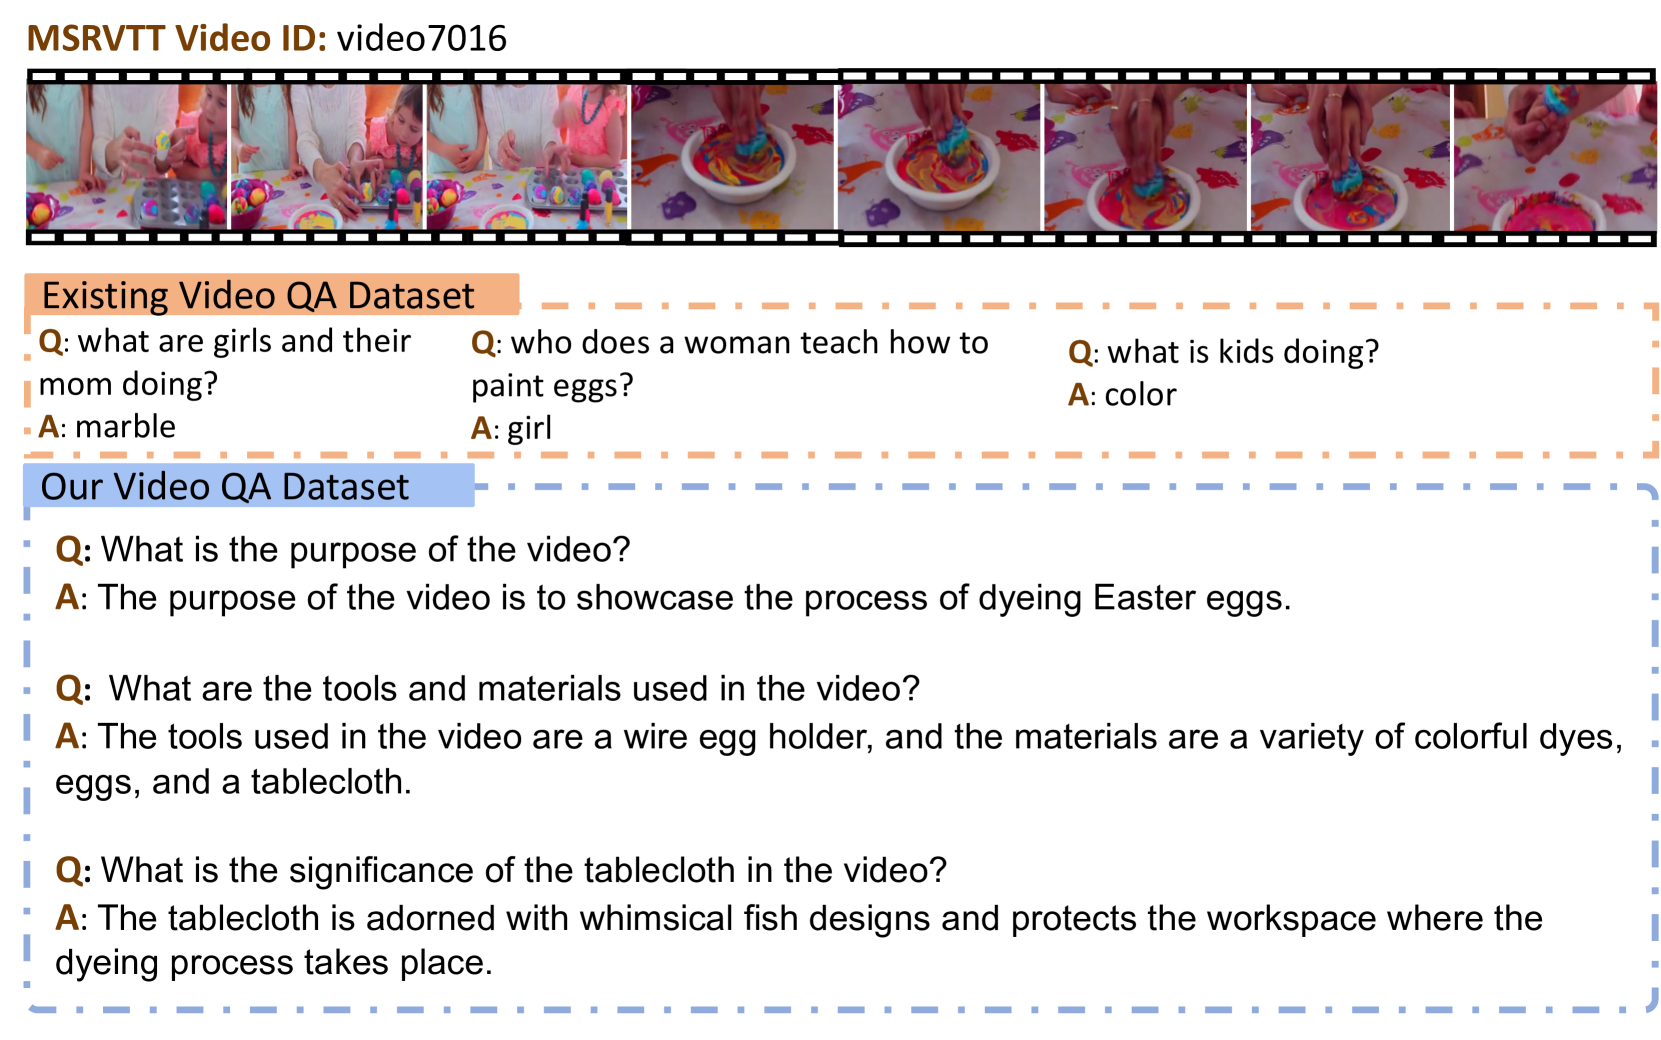 MSRVTT Video ID: video7016
Existing Video QA Dataset
Q: what are girls and their
mom doing?
A: marble
Q: who does a woman teach how to
paint eggs?
A: girl
Q: what is kids doing?
A: color
Our Video QA Dataset
Q: What is the purpose of the video?
A: The purpose of the video is to showcase the process of dyeing Easter eggs.
Q: What are the tools and materials used in the video?
A: The tools used in the video are a wire egg holder, and the materials are a variety of colorful dyes,
eggs, and a tablecloth.
Q: What is the significance of the tablecloth in the video?
A: The tablecloth is adorned with whimsical fish designs and protects the workspace where the
dyeing process takes place.